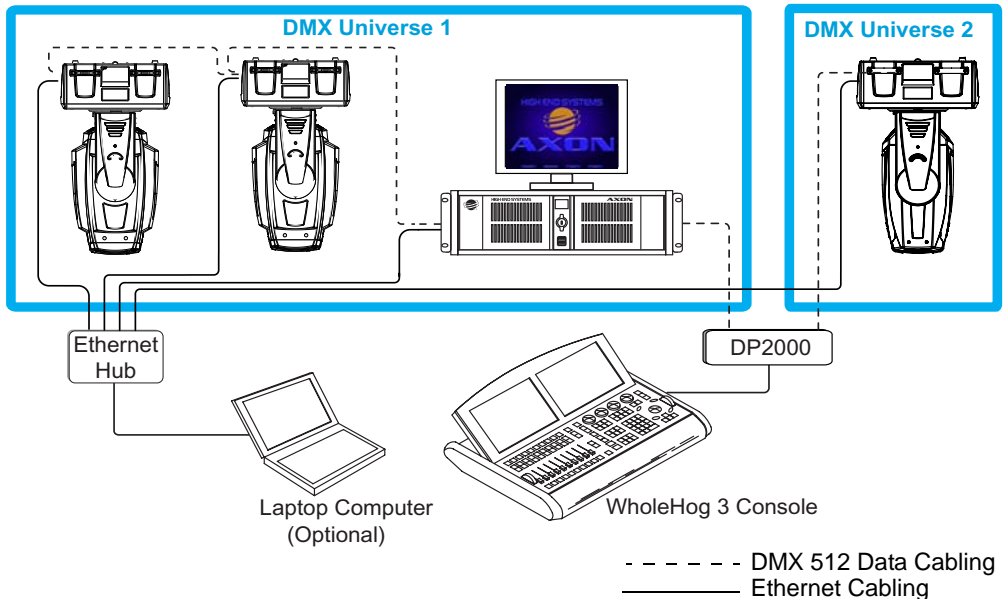 DMX Universe 1
DMX Universe 2
HIGH END SYSTEMS
AXON
HIGH END SYSTEMS
AXON
Ethernet
Hub
DP2000
Laptop Computer
(Optional)
WholeHog 3 Console
DMX 512 Data Cabling
Ethernet Cabling